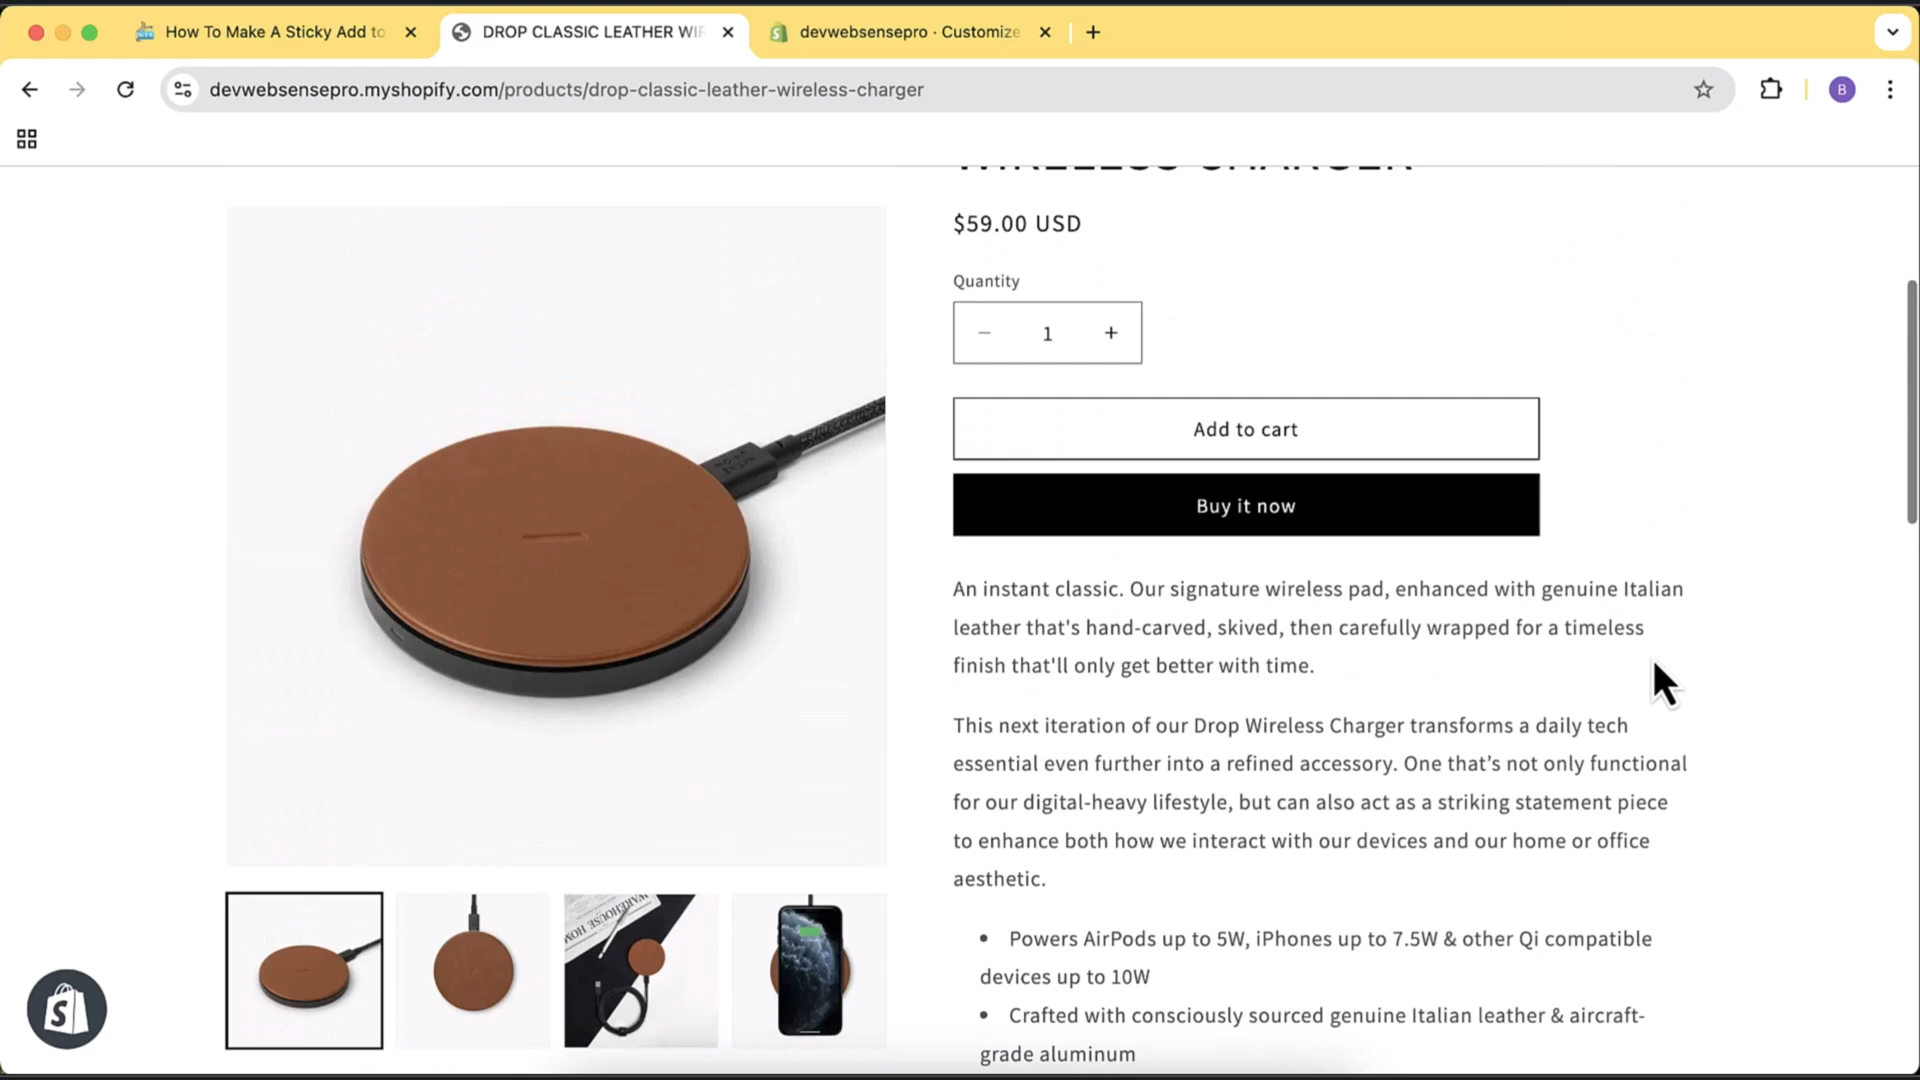 How To Make A Sticky Add to
DROP CLASSIC LEATHER WIR
devwebsensepro · Customize
devwebsensepro.myshopify.com/products/drop-classic-leather-wireless-charger
B
WIRELESS CHARGER
$59.00 USD
Quantity
1
Add to cart
Buy it now
An instant classic. Our signature wireless pad, enhanced with genuine Italian
leather that's hand-carved, skived, then carefully wrapped for a timeless
finish that'll only get better with time.
This next iteration of our Drop Wireless Charger transforms a daily tech
essential even further into a refined accessory. One that’s not only functional
for our digital-heavy lifestyle, but can also act as a striking statement piece
to enhance both how we interact with our devices and our home or office
aesthetic.
• Powers AirPods up to 5W, iPhones up to 7.5W & other Qi compatible
devices up to 10W
• Crafted with consciously sourced genuine Italian leather & aircraft-
grade aluminum
WAREHOUSE HOM